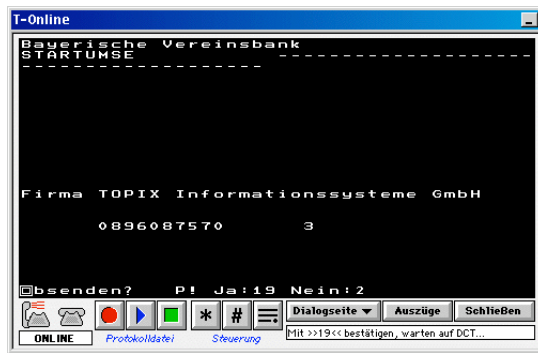 T-Online
Bayerische Vereinsbank
STARTUMSE - - - - - - - - - - - - - - - - - - - -
- - - - - - - - - - - - - - - - - - -
Firma TOPIX Informationssysteme GmbH
0896087570 3
bsenden? P! Ja:19 Nein:2
* # Dialogseite Auszüge Schließen
ONLINE Protokolldatei Steuerung Mit >>19<< bestätigen, warten auf DCT...